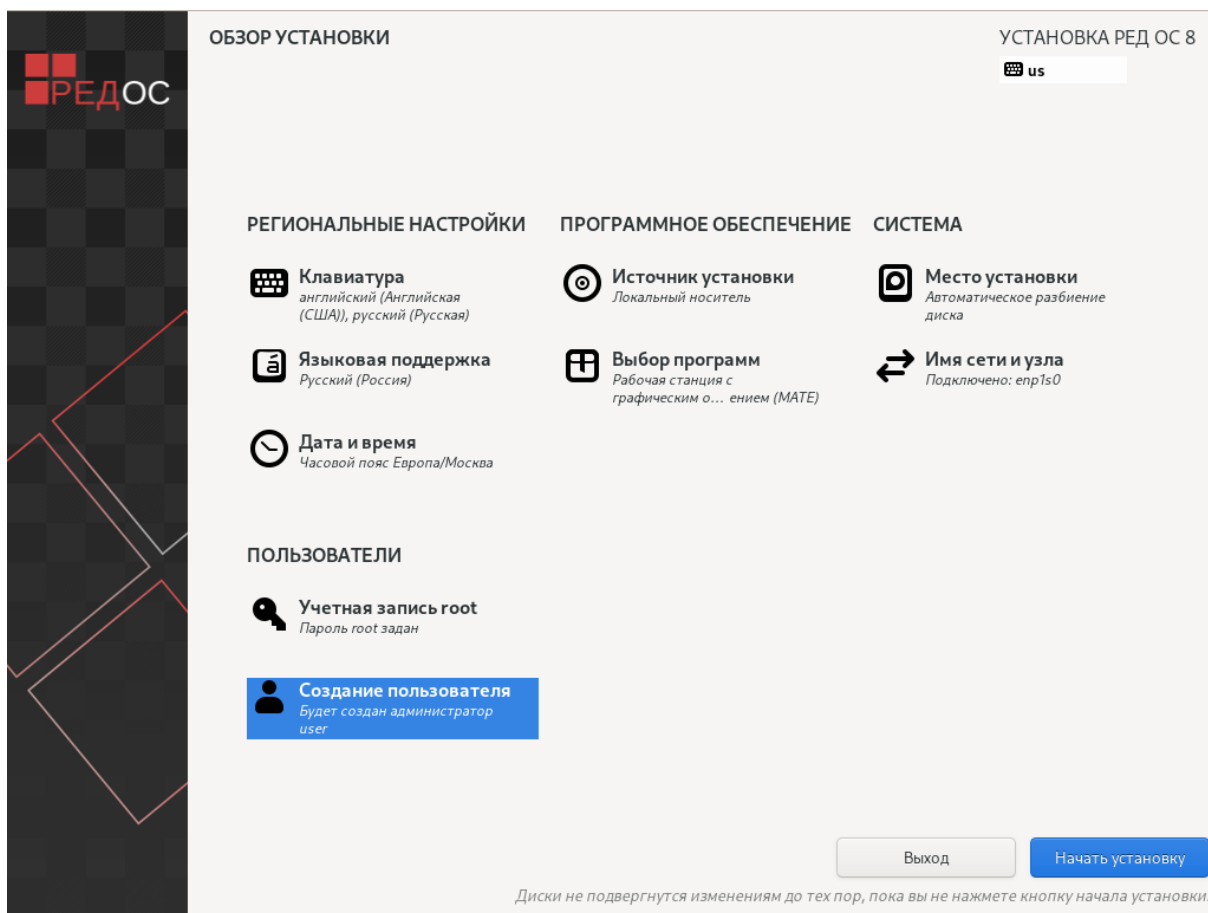 РЕДОС
ОБЗОР УСТАНОВКИ
УСТАНОВКА РЕД ОС 8
us
РЕГИОНАЛЬНЫЕ НАСТРОЙКИ
Клавиатура
английский (Английская
(США)), русский (Русская)
Языковая поддержка
Русский (Россия)
Дата и время
Часовой пояс Европа/Москва
ПРОГРАММНОЕ ОБЕСПЕЧЕНИЕ
Источник установки
Локальный носитель
Выбор программ
Рабочая станция с
графическим о... ением (MATE)
СИСТЕМА
Место установки
Автоматическое разбиение
диска
Имя сети и узла
Подключено: enp1s0
ПОЛЬЗОВАТЕЛИ
Учетная запись root
Пароль root задан
Создание пользователя
Будет создан администратор
user
Выход
Начать установку
Диски не подвергнутся изменениям до тех пор, пока вы не нажмете кнопку начала установки.